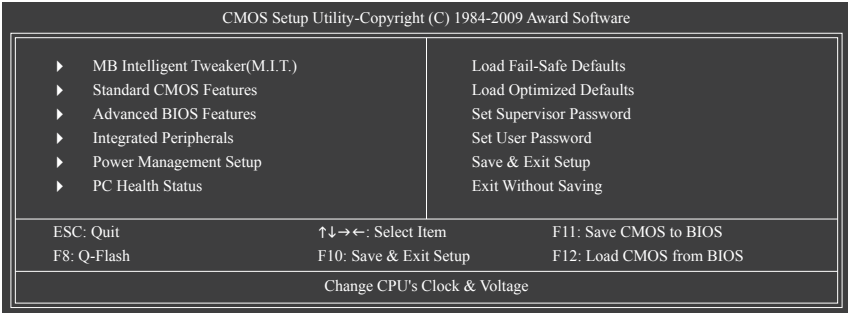 CMOS Setup Utility-Copyright (C) 1984-2009 Award Software
MB Intelligent Tweaker(M.I.T.)
Standard CMOS Features
Advanced BIOS Features
Integrated Peripherals
Power Management Setup
PC Health Status
Load Fail-Safe Defaults
Load Optimized Defaults
Set Supervisor Password
Set User Password
Save & Exit Setup
Exit Without Saving
ESC: Quit
↑↓→←: Select Item
F11: Save CMOS to BIOS
F8: Q-Flash
F10: Save & Exit Setup
F12: Load CMOS from BIOS
Change CPU's Clock & Voltage